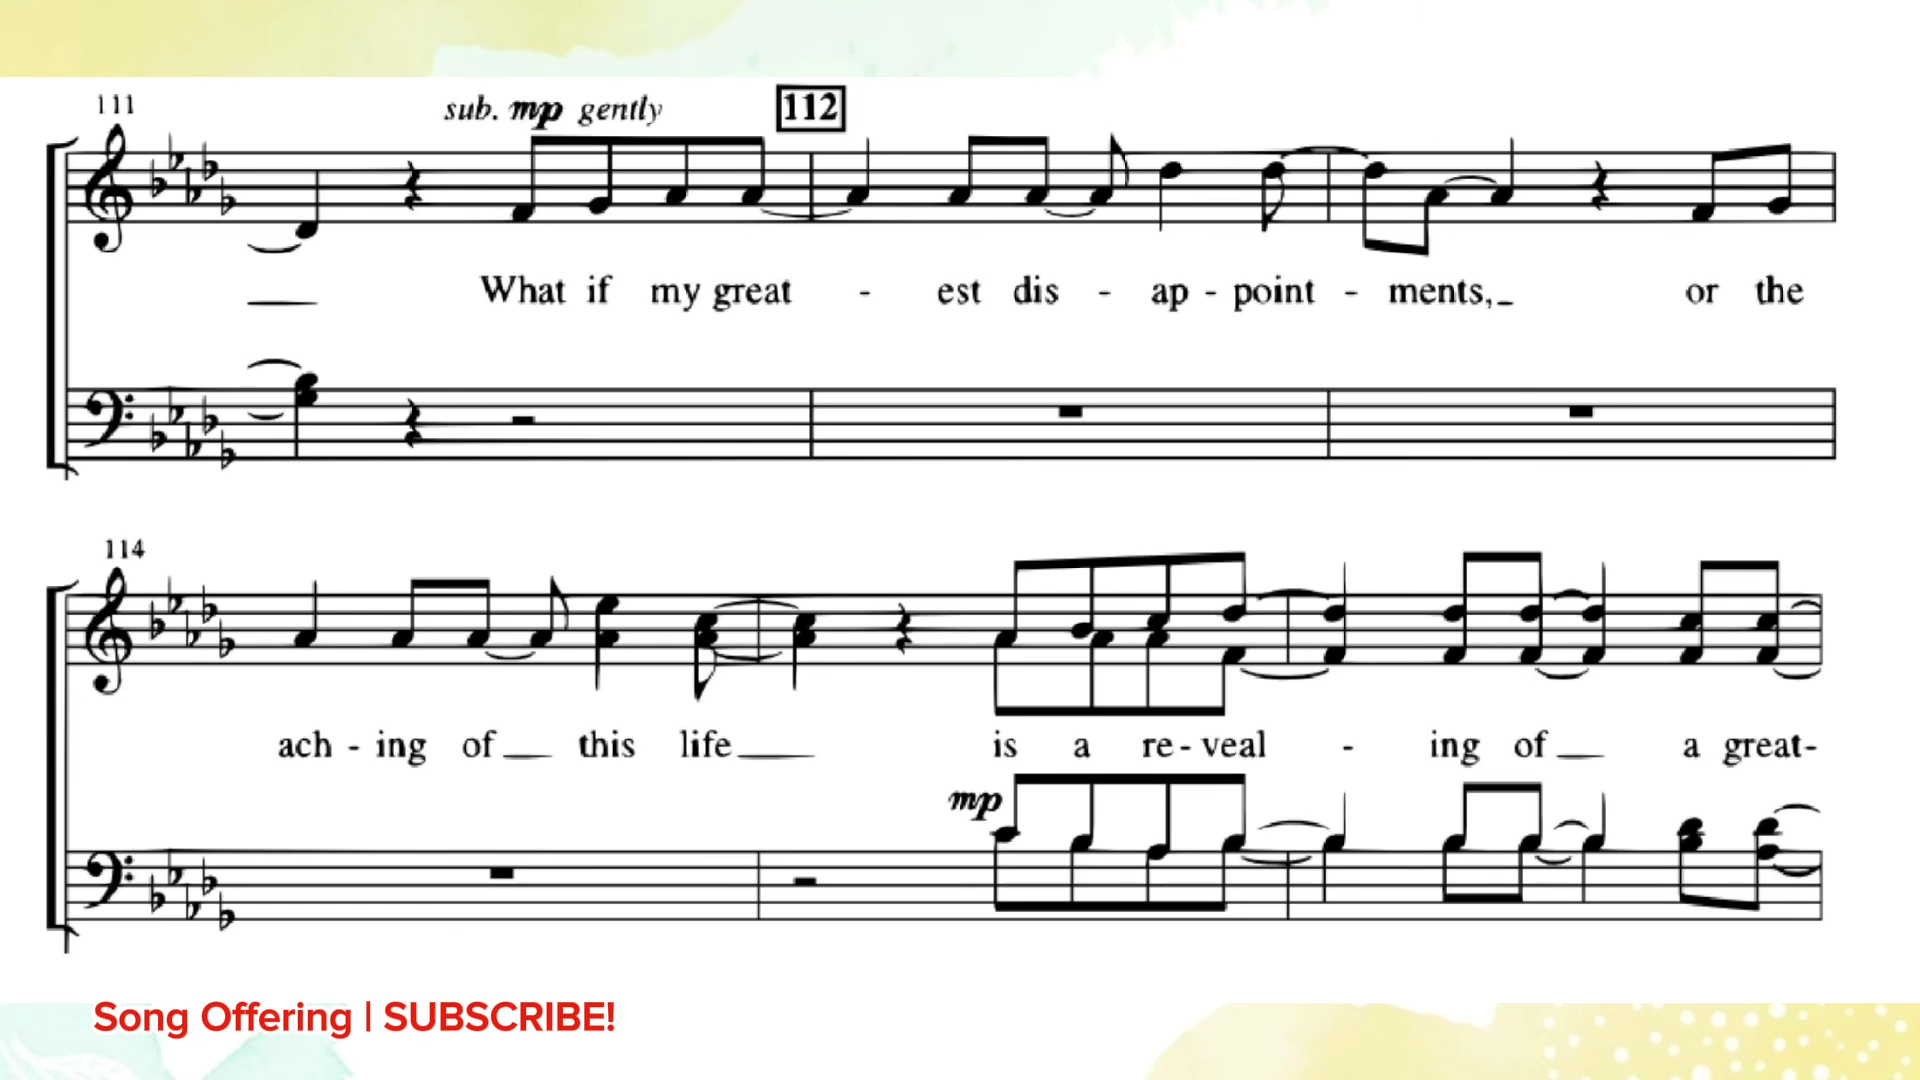 111 sub. mp gently 112
What if my great - est dis - ap - point - ments, or the
114
ach - ing of this life is a re - veal - ing of a great-
mp
Song Offering | SUBSCRIBE!